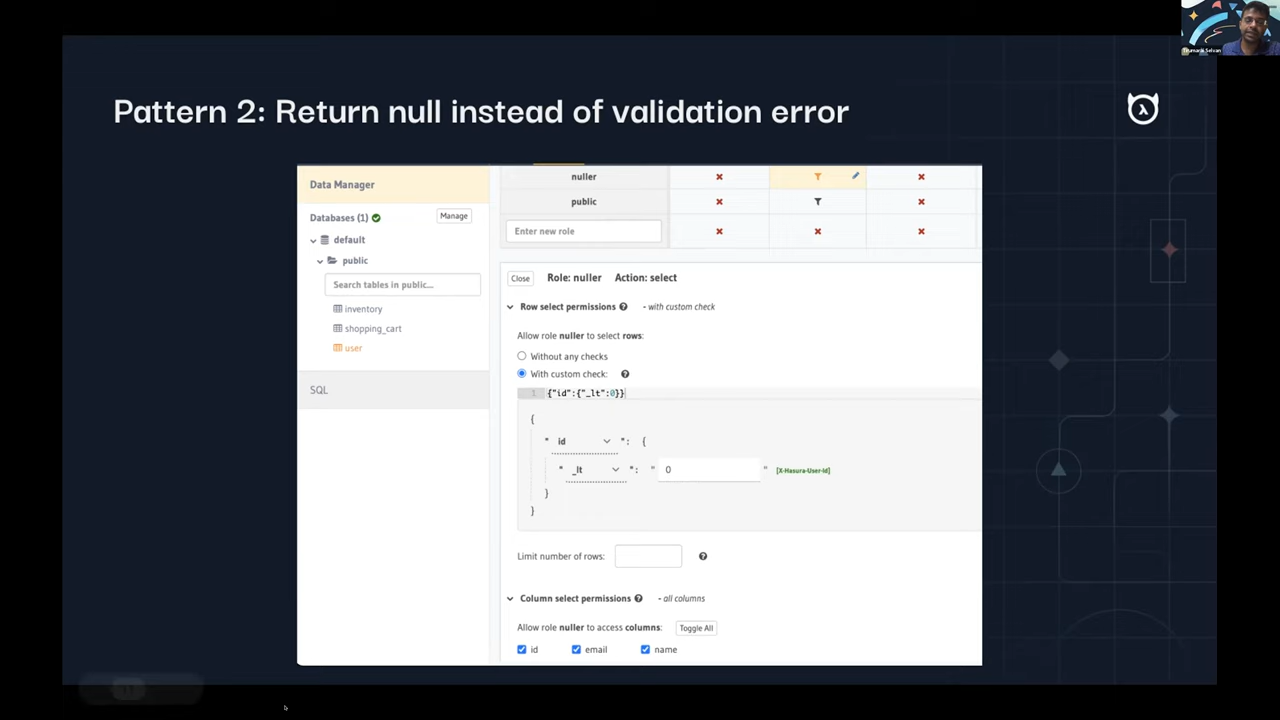 Tirumarai Selvan
Pattern 2: Return null instead of validation error
λ
Data Manager
Databases (1)
Manage
default
public
Search tables in public...
inventory
shopping_cart
user
SQL
nuller
public
Enter new role
Close
Role: nuller
Action: select
Row select permissions
- with custom check
Allow role nuller to select rows:
Without any checks
With custom check:
1
{"id":{"_lt":0}}
{
" id ": {
" _lt ": " 0 " [X-Hasura-User-Id]
}
}
Limit number of rows:
Column select permissions
- all columns
Allow role nuller to access columns:
Toggle All
id
email
name
11